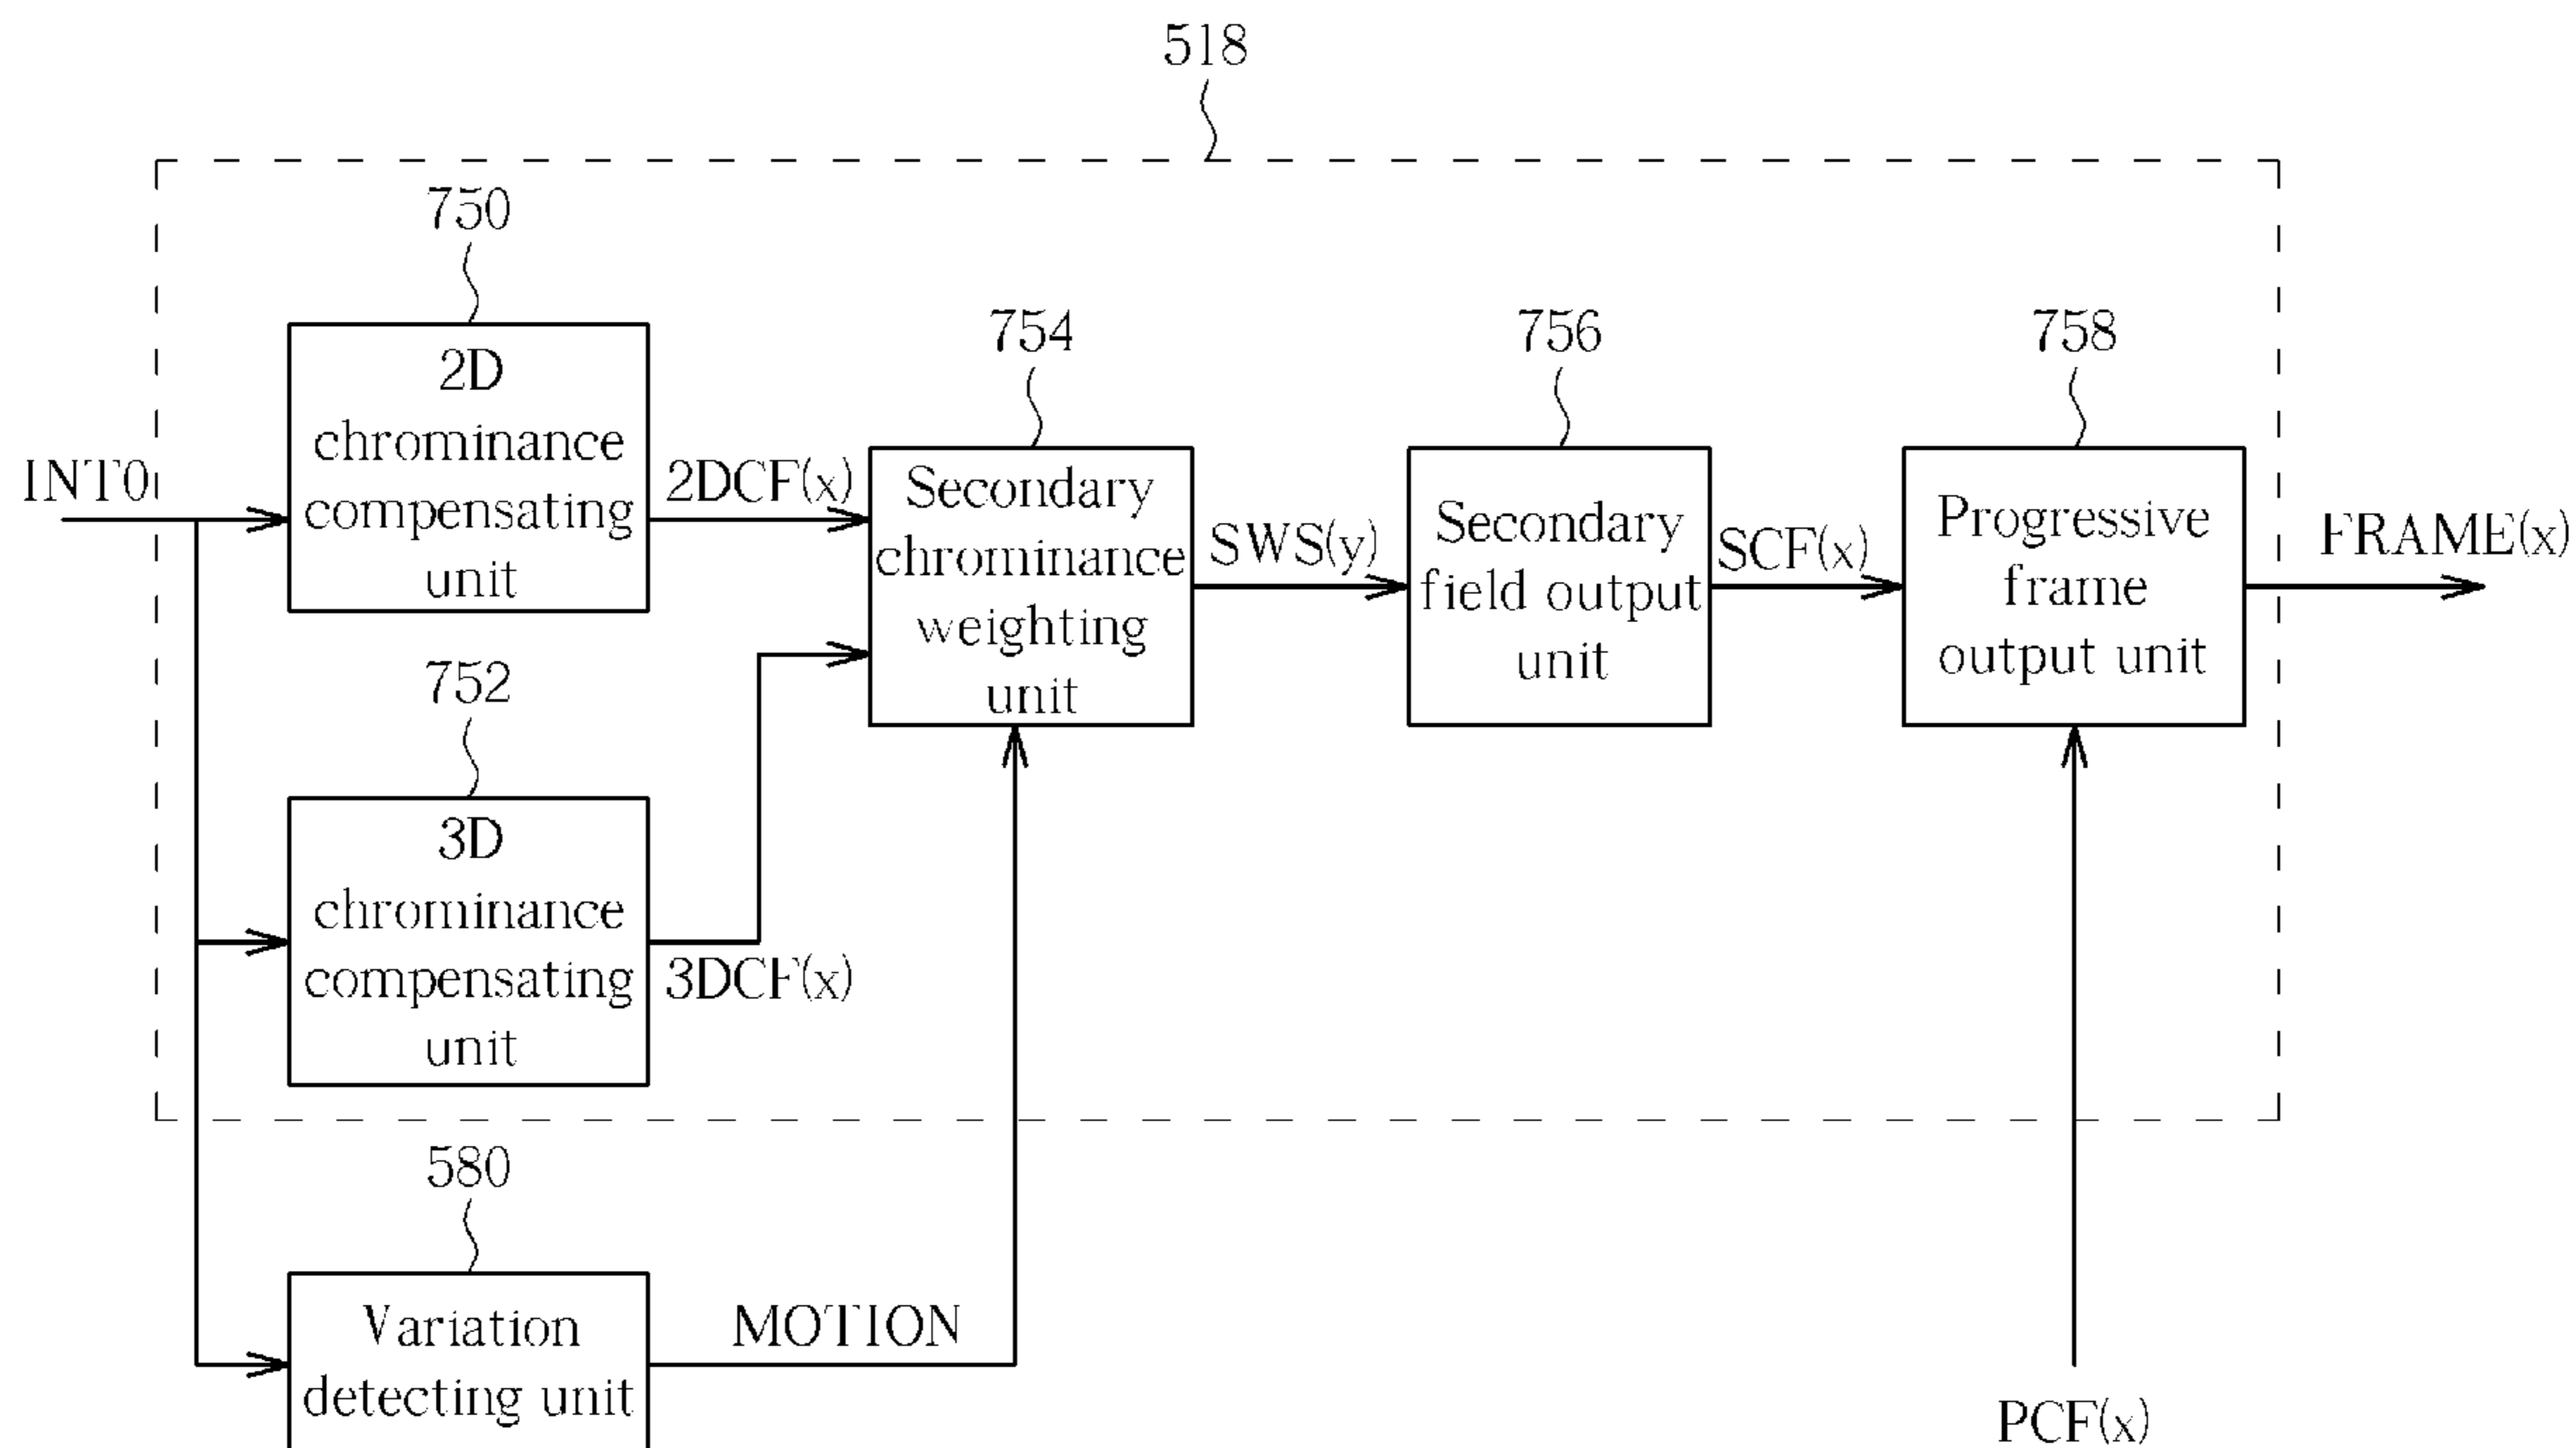 518
750
2D
chrominance
compensating
unit
INT0
2DCF(x)
754
Secondary
chrominance
weighting
unit
SWS(y)
756
Secondary
field output
unit
SCF(x)
758
Progressive
frame
output unit
FRAME(x)
752
3D
chrominance
compensating
unit
3DCF(x)
580
Variation
detecting unit
MOTION
PCF(x)